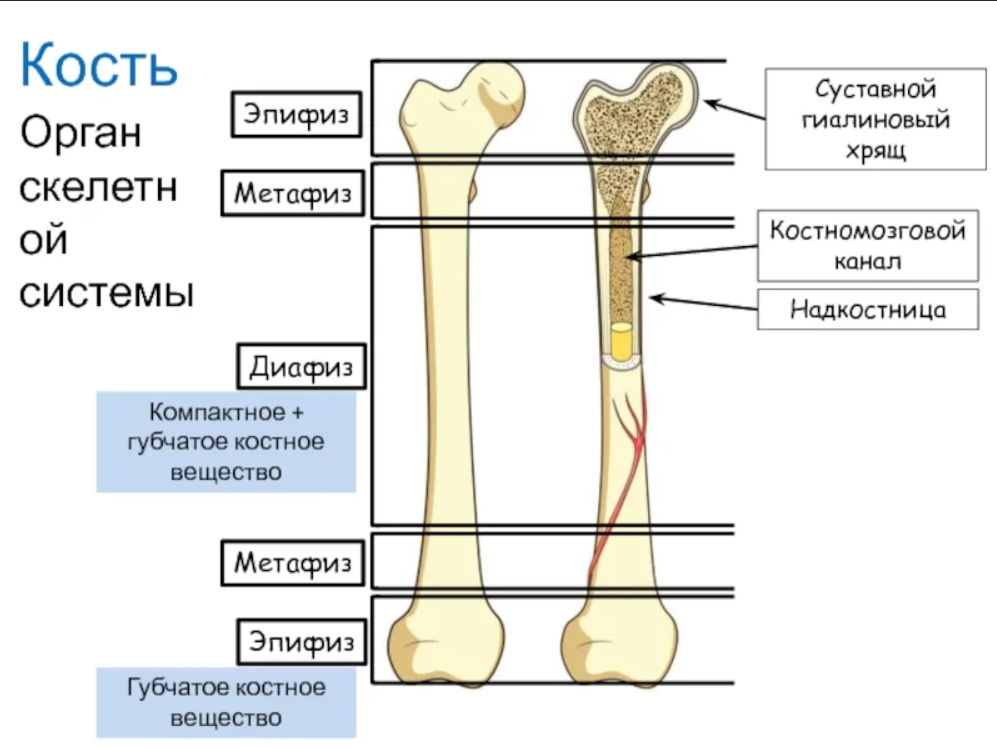 Кость
Орган
скелетн
ой
системы
Эпифиз
Метафиз
Диафиз
Компактное +
губчатое костное
вещество
Метафиз
Эпифиз
Губчатое костное
вещество
Суставной
гиалиновый
хрящ
Костномозговой
канал
Надкостница